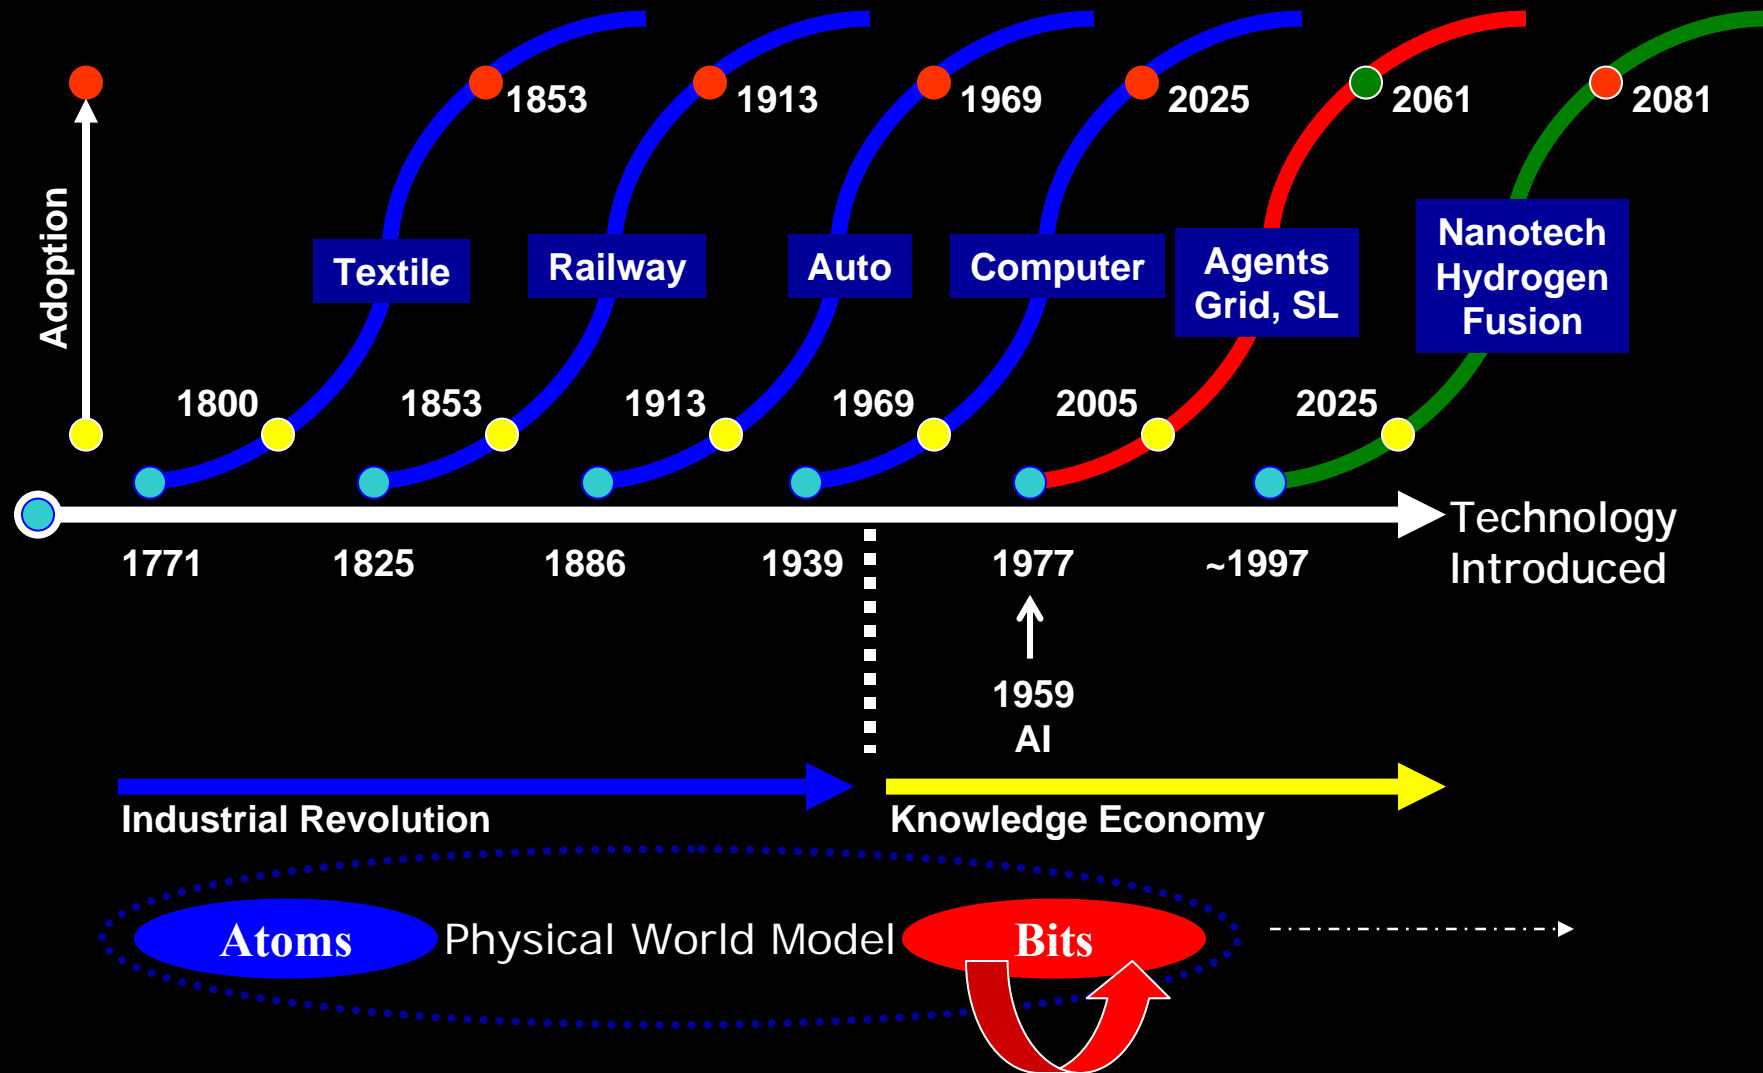 1853
1913
1969
2025
2061
2081
Adoption
Textile
Railway
Auto
Computer
Agents
Grid, SL
Nanotech
Hydrogen
Fusion
1800
1853
1913
1969
2005
2025
Technology
Introduced
1771
1825
1886
1939
1977
~1997
1959
AI
Industrial Revolution
Knowledge Economy
Atoms
Physical World Model
Bits